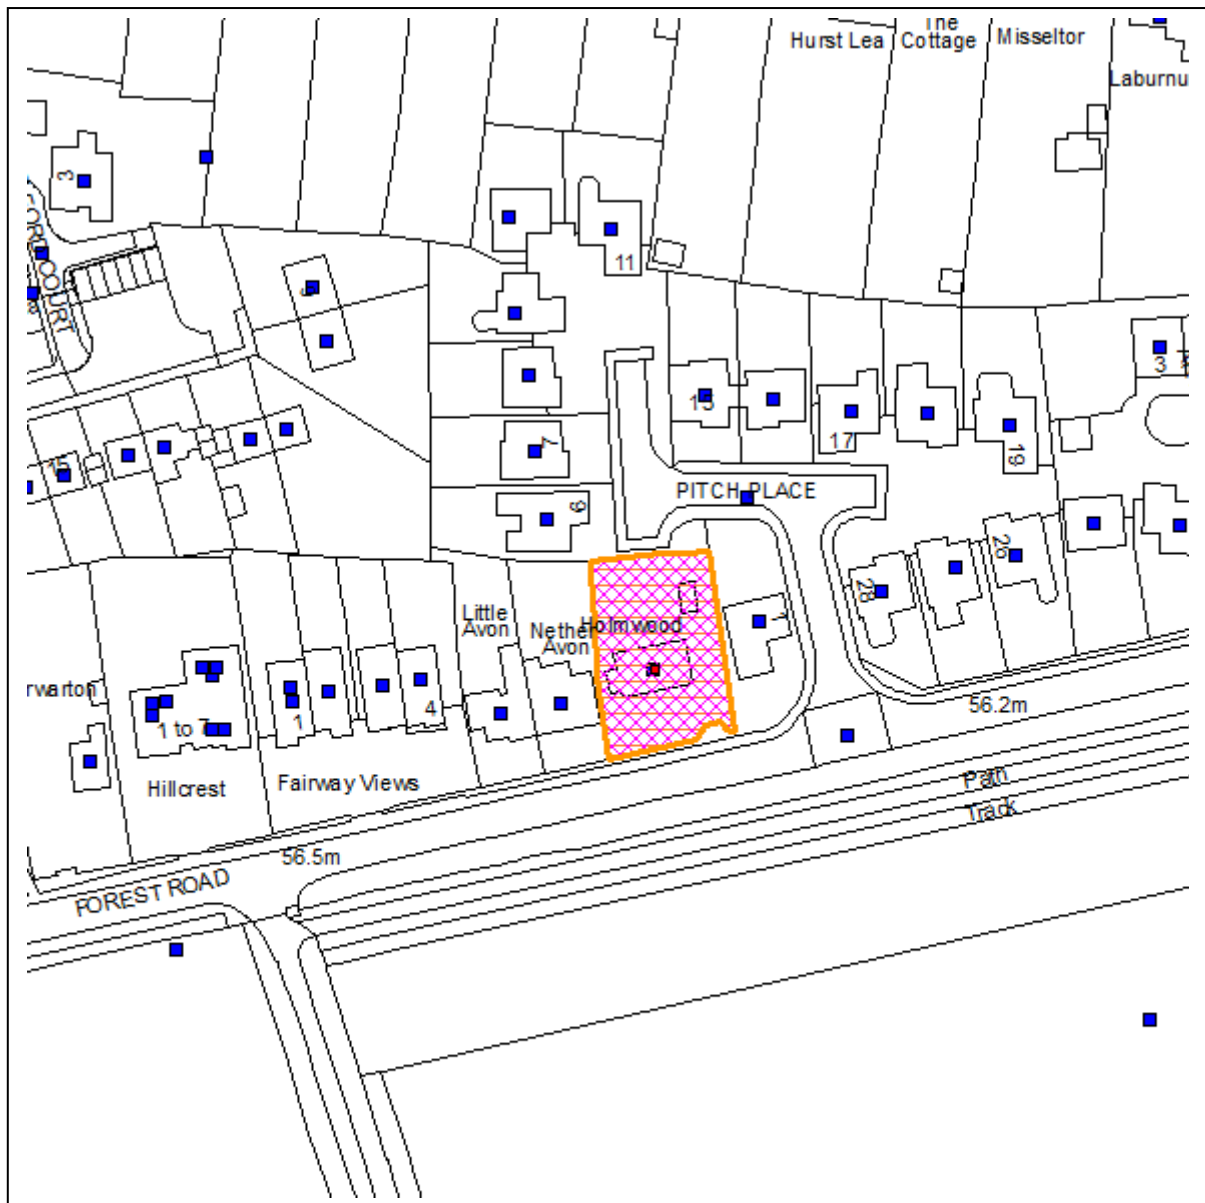 The
Hurst Lea
Cottage
Misseltor
Laburnu
3
11
9
3
15
17
19
7
15
PITCH PLACE
9
26
28
Little
Avon
Nether
Avon
Holmwood
1
rwarton
1 to 7
1
4
56.2m
Hillcrest
Fairway Views
Path
Track
56.5m
FOREST ROAD